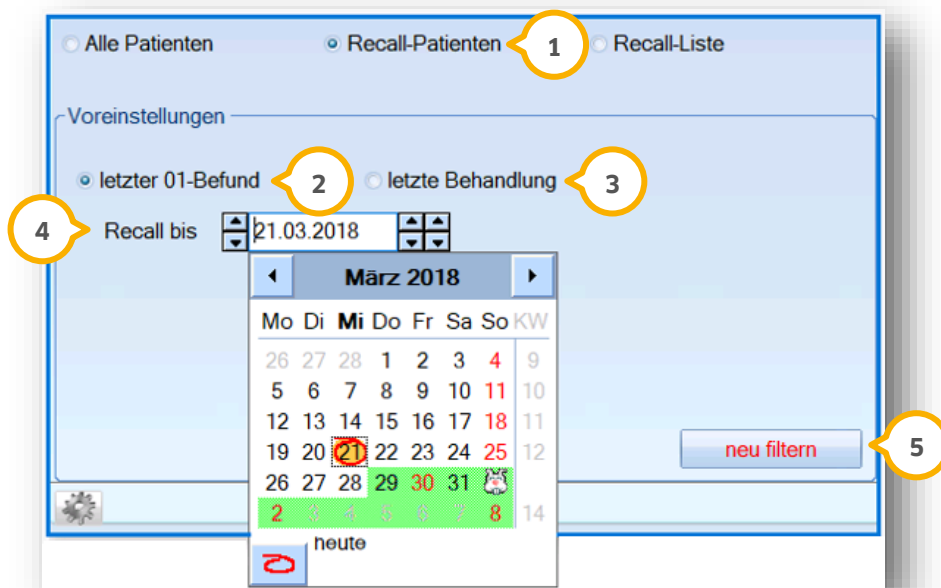 Alle Patienten Recall-Patienten 1 Recall-Liste
Voreinstellungen
letzter 01-Befund 2 letzte Behandlung 3
4 Recall bis 21.03.2018
März 2018
Mo Di Mi Do Fr Sa So KW
26 27 28 1 2 3 4 9
5 6 7 8 9 10 11 10
12 13 14 15 16 17 18 11
19 20 21 22 23 24 25 12
neu filtern 5
26 27 28 29 30 31
2 3 4 5 6 7 8 14
heute